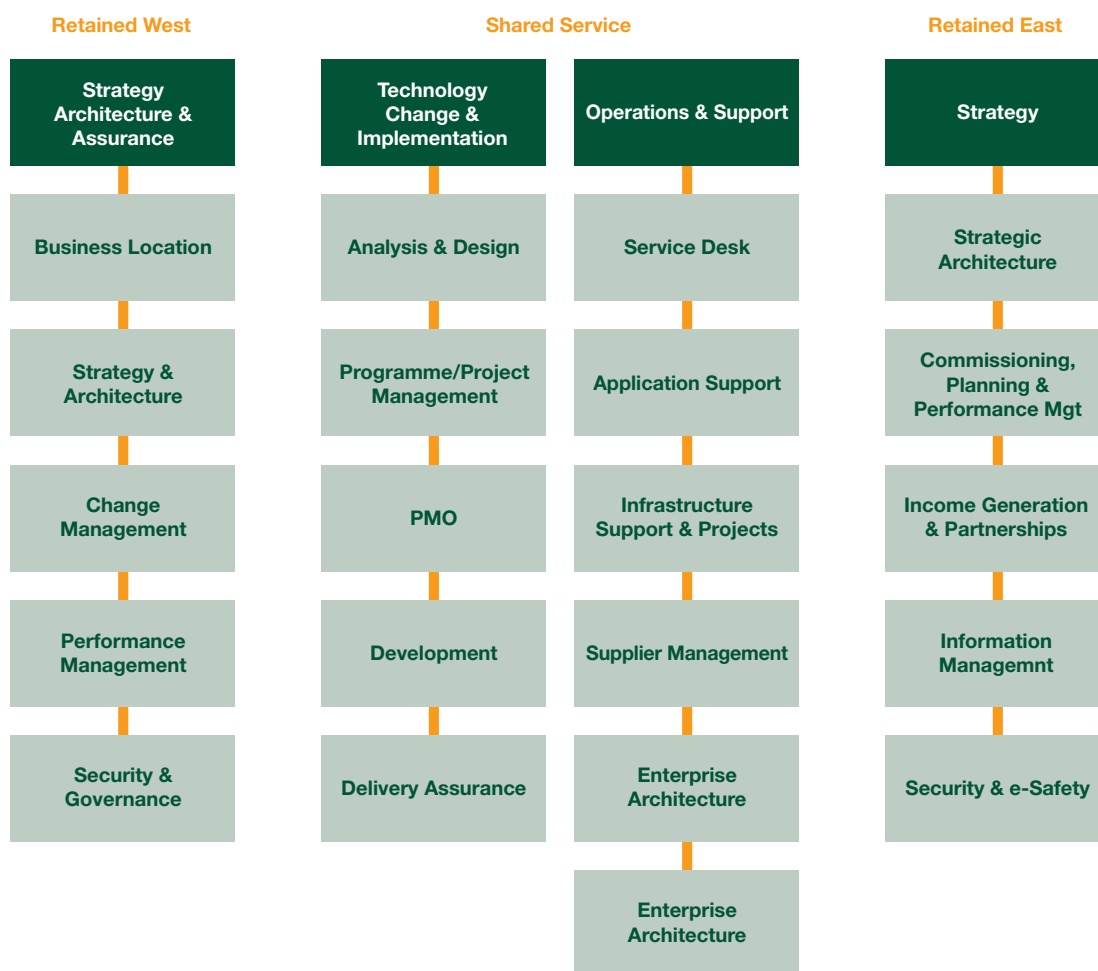 Retained West
Shared Service
Retained East
Strategy
Architecture &
Assurance
Business Location
Strategy &
Architecture
Change
Management
Performance
Management
Security &
Governance
Technology
Change &
Implementation
Analysis & Design
Programme/Project
Management
PMO
Development
Delivery Assurance
Operations & Support
Service Desk
Application Support
Infrastructure
Support & Projects
Supplier Management
Enterprise
Architecture
Enterprise
Architecture
Strategy
Strategic
Architecture
Commissioning,
Planning &
Performance Mgt
Income Generation
& Partnerships
Information
Managemnt
Security & e-Safety